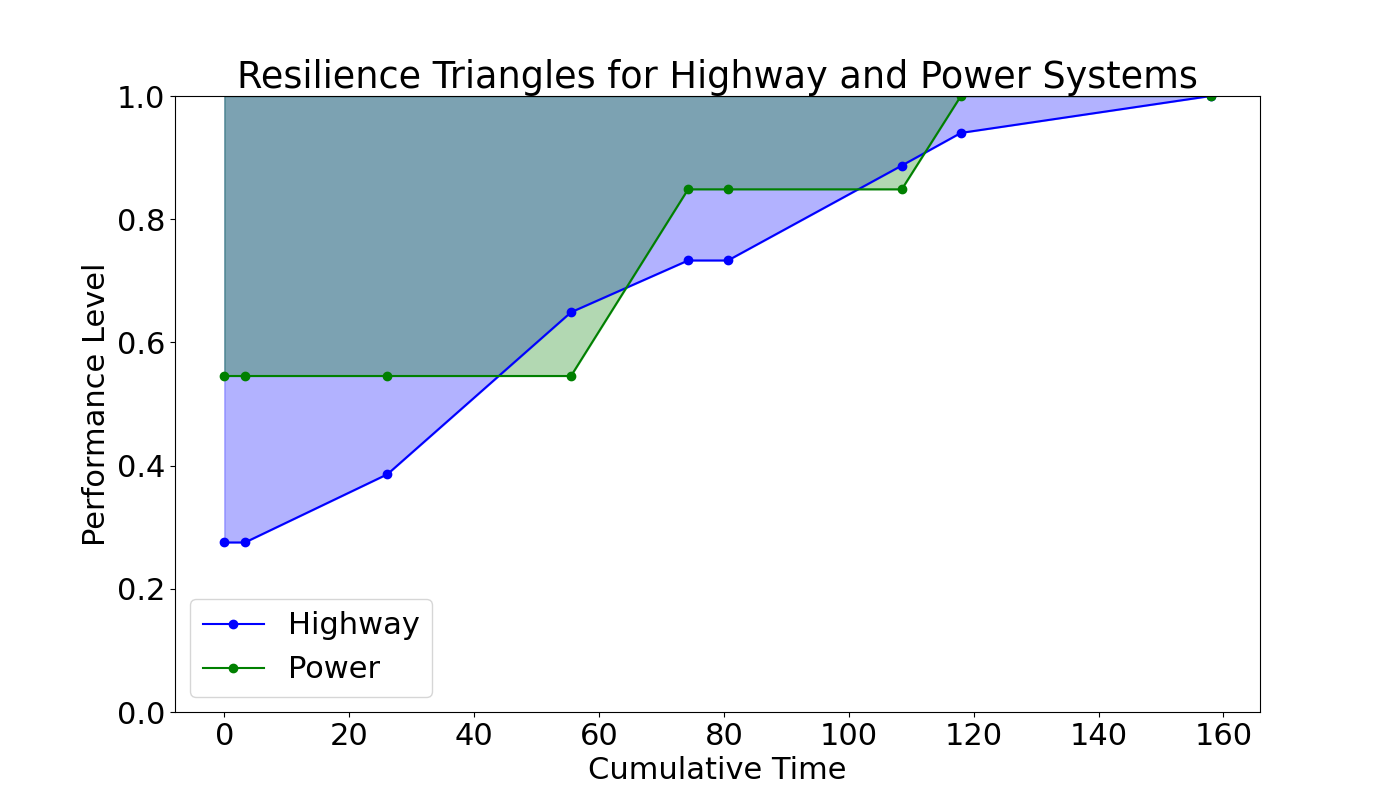 Resilience Triangles for Highway and Power Systems
1.0
0.8
0.6
0.4
0.2
0.0
Performance Level
Highway
Power
0 20 40 60 80 100 120 140 160
Cumulative Time